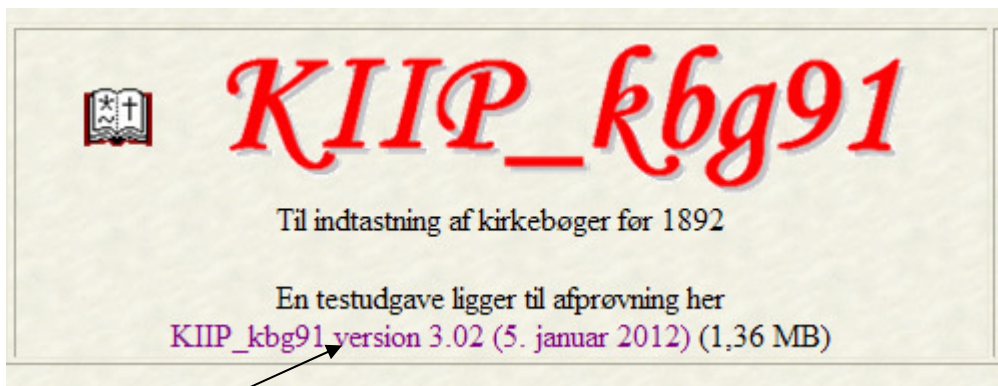 KIIP_kbg91
Til indtastning af kirkebøger før 1892
En testudgave ligger til afprøvning her
KIIP_kbg91 version 3.02 (5. januar 2012) (1,36 MB)